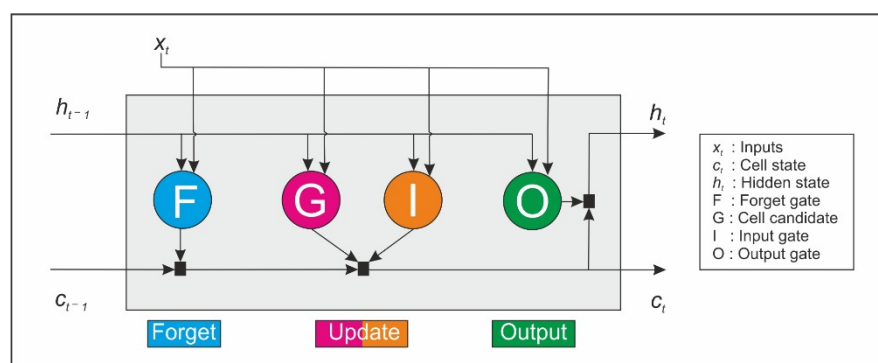 xₜ
hₜ₋₁
hₜ
F
G
I
O
cₜ₋₁
cₜ
Forget
Update
Output
xₜ : Inputs
cₜ : Cell state
hₜ : Hidden state
F : Forget gate
G : Cell candidate
I : Input gate
O : Output gate